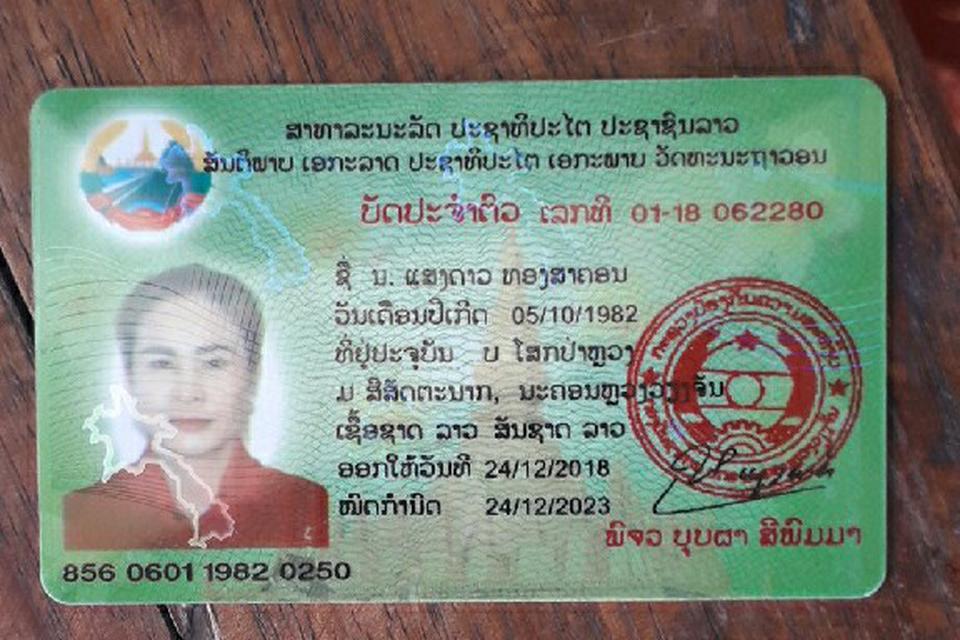 ສາທາລະນະລັດ ປະຊາທິປະໄຕ ປະຊາຊົນລາວ
ສັນຕິພາບ ເອກະລາດ ປະຊາທິປະໄຕ ເອກະພາບ ວັດທະນະຖາວອນ
ບັດປະຈຳຕົວ ເລກທີ 01-18 062280
ຊື່ ນ. ແສງດາວ ທອງສາຄອນ
ວັນເດືອນປີເກີດ 05/10/1982
ທີ່ຢູ່ປະຈຸບັນ ບ ໂສກປ່າຫຼວງ
ມ ສີສັດຕະນາກ, ນະຄອນຫຼວງວຽງຈັນ
ເຊື້ອຊາດ ລາວ ສັນຊາດ ລາວ
ອອກໃຫ້ວັນທີ 24/12/2018
ໝົດກຳນົດ 24/12/2023
ພົຈວ ບຸບຜາ ສີພົມມາ
856 0601 1982 0250